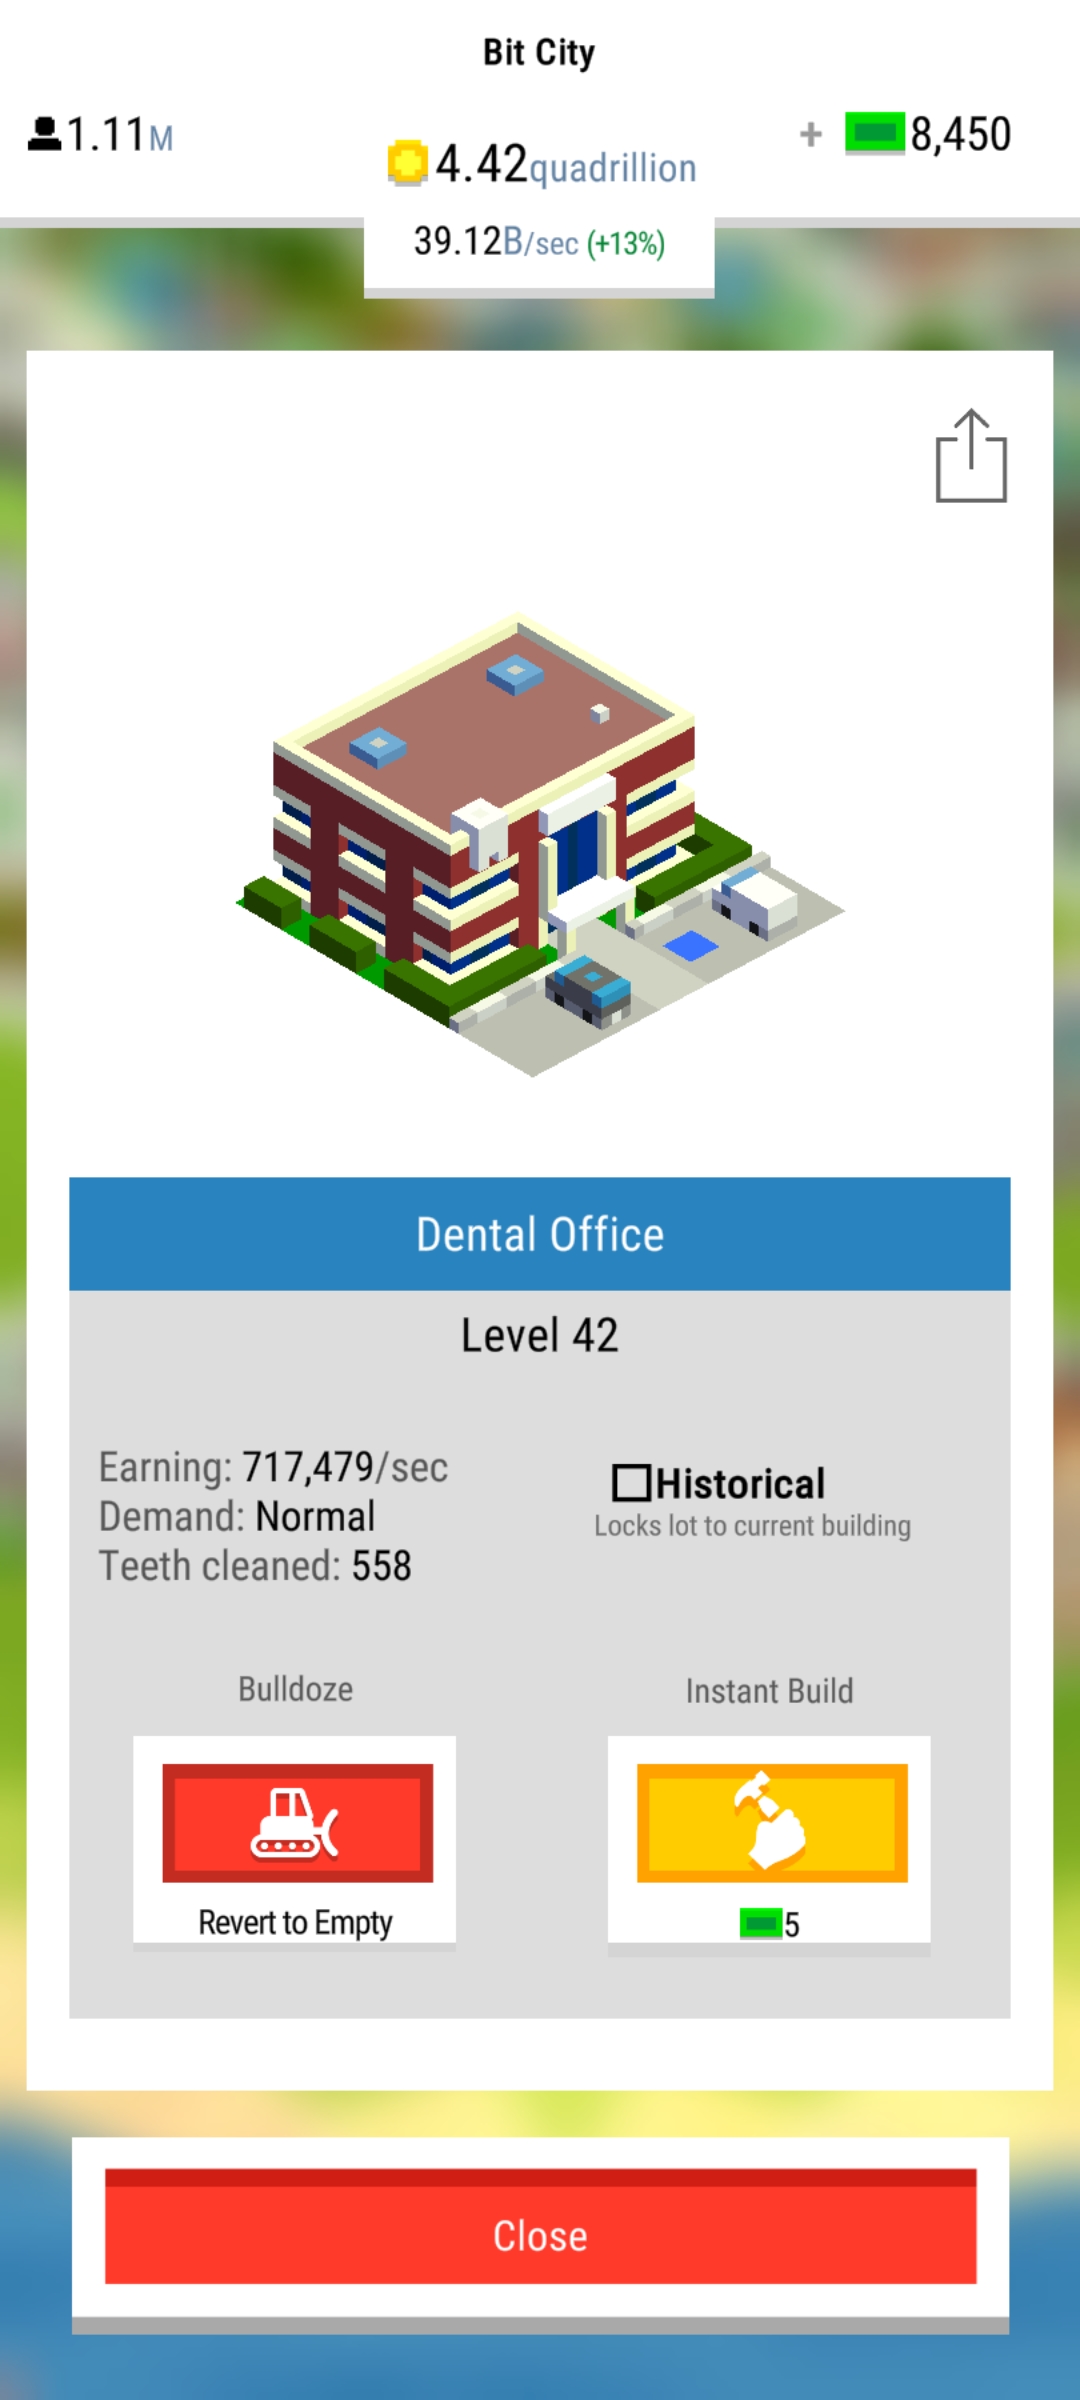 Bit City
1.11M
4.42quadrillion
+ 8,450
39.12B/sec (+13%)
Dental Office
Level 42
Earning: 717,479/sec
Demand: Normal
Teeth cleaned: 558
Historical
Locks lot to current building
Bulldoze
Instant Build
Revert to Empty
5
Close